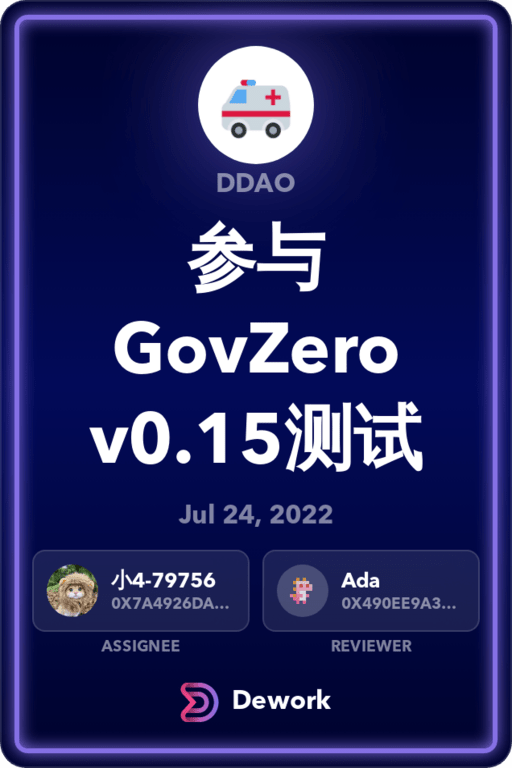 DDAO
参与
GovZero
v0.15测试
Jul 24, 2022
小4-79756
0X7A4926DA...
Ada
0X490EE9A3...
ASSIGNEE
REVIEWER
Dework